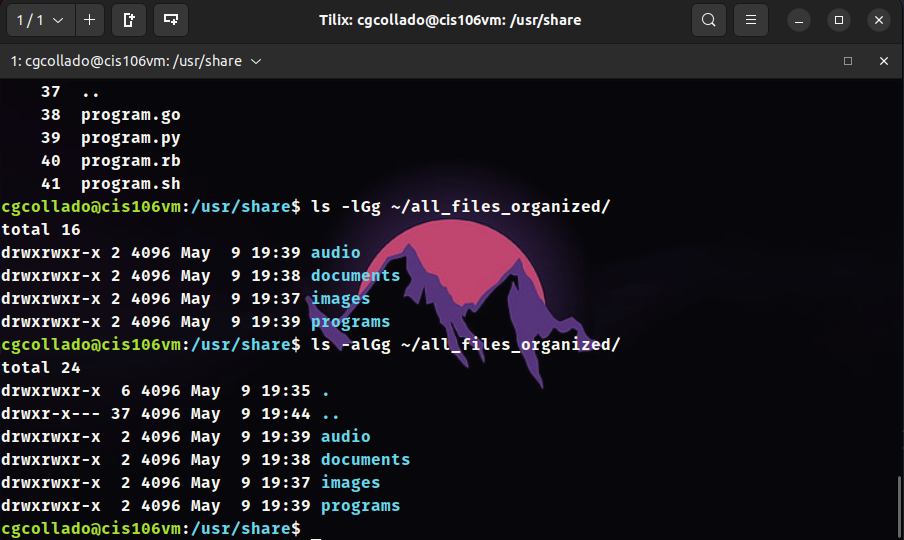 1 / 1
Tilix: cgcollado@cis106vm: /usr/share
1: cgcollado@cis106vm: /usr/share
37  ..
38  program.go
39  program.py
40  program.rb
41  program.sh
cgcollado@cis106vm:/usr/share$ ls -lGg ~/all_files_organized/
total 16
drwxrwxr-x 2 4096 May  9 19:39 audio
drwxrwxr-x 2 4096 May  9 19:38 documents
drwxrwxr-x 2 4096 May  9 19:37 images
drwxrwxr-x 2 4096 May  9 19:39 programs
cgcollado@cis106vm:/usr/share$ ls -alGg ~/all_files_organized/
total 24
drwxrwxr-x  6 4096 May  9 19:35 .
drwxr-x--- 37 4096 May  9 19:44 ..
drwxrwxr-x  2 4096 May  9 19:39 audio
drwxrwxr-x  2 4096 May  9 19:38 documents
drwxrwxr-x  2 4096 May  9 19:37 images
drwxrwxr-x  2 4096 May  9 19:39 programs
cgcollado@cis106vm:/usr/share$